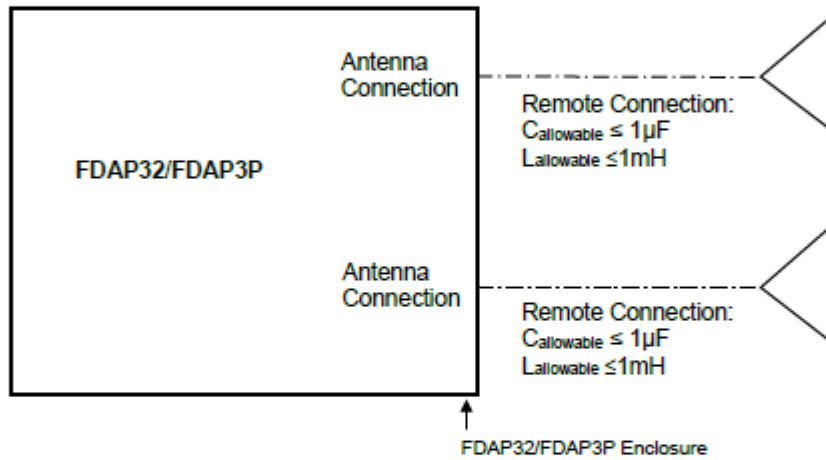 Antenna
Connection
Remote Connection:
Callowable ≤ 1µF
Lallowable ≤1mH
FDAP32/FDAP3P
Antenna
Connection
Remote Connection:
Callowable ≤ 1µF
Lallowable ≤1mH
FDAP32/FDAP3P Enclosure